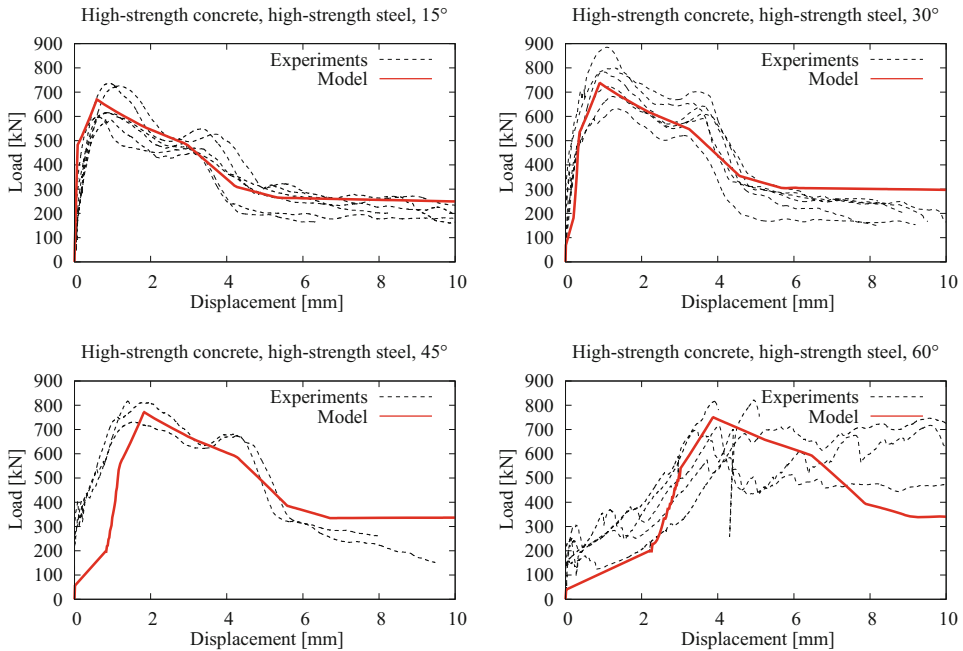 High-strength concrete, high-strength steel, 15°
900
800
700
600
500
400
300
200
100
0
Load [kN]
Experiments
Model
0 2 4 6 8 10
Displacement [mm]
High-strength concrete, high-strength steel, 30°
900
800
700
600
500
400
300
200
100
0
Load [kN]
Experiments
Model
0 2 4 6 8 10
Displacement [mm]
High-strength concrete, high-strength steel, 45°
900
800
700
600
500
400
300
200
100
0
Load [kN]
Experiments
Model
0 2 4 6 8 10
Displacement [mm]
High-strength concrete, high-strength steel, 60°
900
800
700
600
500
400
300
200
100
0
Load [kN]
Experiments
Model
0 2 4 6 8 10
Displacement [mm]